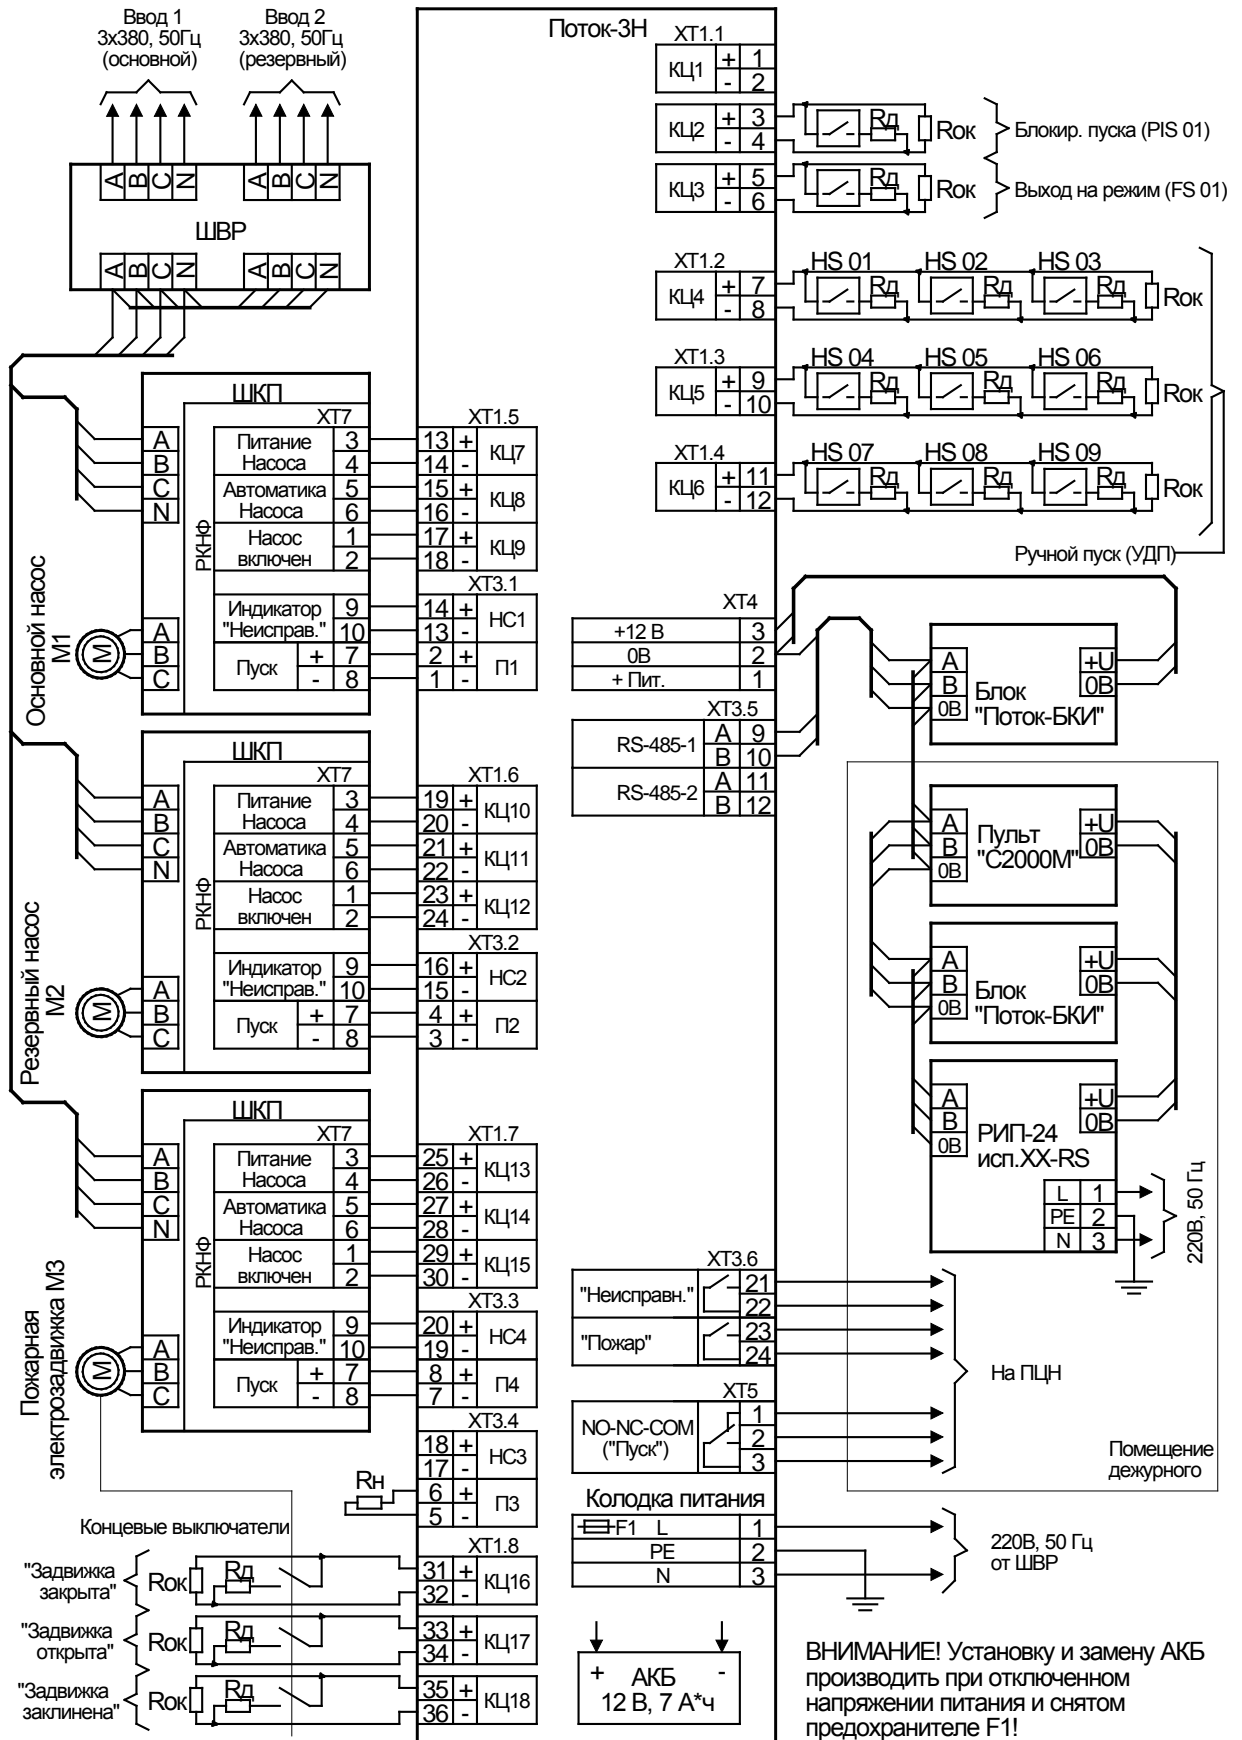 Ввод 1
3х380, 50Гц
(основной)
Ввод 2
3х380, 50Гц
(резервный)
A B C N
A B C N
ШВР
A B C N
A B C N
Поток-3Н
XT1.1
КЦ1 + 1
- 2
КЦ2 + 3
- 4
Rд
Rок
Блокир. пуска (PIS 01)
КЦ3 + 5
- 6
Rд
Rок
Выход на режим (FS 01)
XT1.2
КЦ4 + 7
- 8
HS 01 HS 02 HS 03
Rд Rд Rд
Rок
XT1.3
КЦ5 + 9
- 10
HS 04 HS 05 HS 06
Rд Rд Rд
Rок
XT1.4
КЦ6 + 11
- 12
HS 07 HS 08 HS 09
Rд Rд Rд
Rок
Ручной пуск (УДП)
Основной насос
М1
A
B
C
N
M
A
B
C
ШКП
РКНФ
XT7
Питание 3
Насоса 4
Автоматика 5
Насоса 6
Насос 1
включен 2
Индикатор 9
"Неисправ." 10
Пуск + 7
- 8
XT1.5
13 + КЦ7
14 -
15 + КЦ8
16 -
17 + КЦ9
18 -
XT3.1
14 + НС1
13 -
2 + П1
1 -
Резервный насос
М2
A
B
C
N
M
A
B
C
ШКП
РКНФ
XT7
Питание 3
Насоса 4
Автоматика 5
Насоса 6
Насос 1
включен 2
Индикатор 9
"Неисправ." 10
Пуск + 7
- 8
XT1.6
19 + КЦ10
20 -
21 + КЦ11
22 -
23 + КЦ12
24 -
XT3.2
16 + НС2
15 -
4 + П2
3 -
Пожарная
электрозадвижка М3
A
B
C
N
M
A
B
C
ШКП
РКНФ
XT7
Питание 3
Насоса 4
Автоматика 5
Насоса 6
Насос 1
включен 2
Индикатор 9
"Неисправ." 10
Пуск + 7
- 8
XT1.7
25 + КЦ13
26 -
27 + КЦ14
28 -
29 + КЦ15
30 -
XT3.3
20 + НС4
19 -
8 + П4
7 -
XT3.4
18 + НС3
17 -
6 + П3
5 -
Rн
Концевые выключатели
XT1.8
"Задвижка
закрыта"
Rок Rд
31 + КЦ16
32 -
"Задвижка
открыта"
Rок Rд
33 + КЦ17
34 -
"Задвижка
заклинена"
Rок Rд
35 + КЦ18
36 -
XT4
+12 В 3
0В 2
+ Пит. 1
XT3.5
RS-485-1 A 9
B 10
RS-485-2 A 11
B 12
A
B
0В
Блок
"Поток-БКИ"
+U
0В
A
B
0В
Пульт
"С2000М"
+U
0В
A
B
0В
Блок
"Поток-БКИ"
+U
0В
A
B
0В
РИП-24
исп.ХХ-RS
+U
0В
L 1
PE 2
N 3
220В, 50 Гц
XT3.6
"Неисправн." 21
22
"Пожар" 23
24
XT5
NO-NC-COM
("Пуск")
1
2
3
На ПЦН
Помещение
дежурного
Колодка питания
F1 L 1
PE 2
N 3
220В, 50 Гц
от ШВР
+ АКБ -
12 В, 7 А*ч
ВНИМАНИЕ! Установку и замену АКБ
производить при отключенном
напряжении питания и снятом
предохранителе F1!